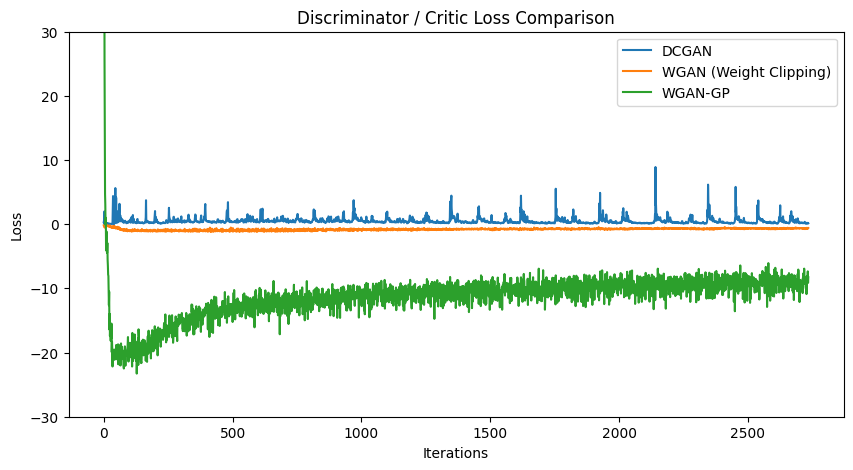 Discriminator / Critic Loss Comparison
30
20
10
0
−10
−20
−30
Loss
DCGAN
WGAN (Weight Clipping)
WGAN-GP
0 500 1000 1500 2000 2500
Iterations